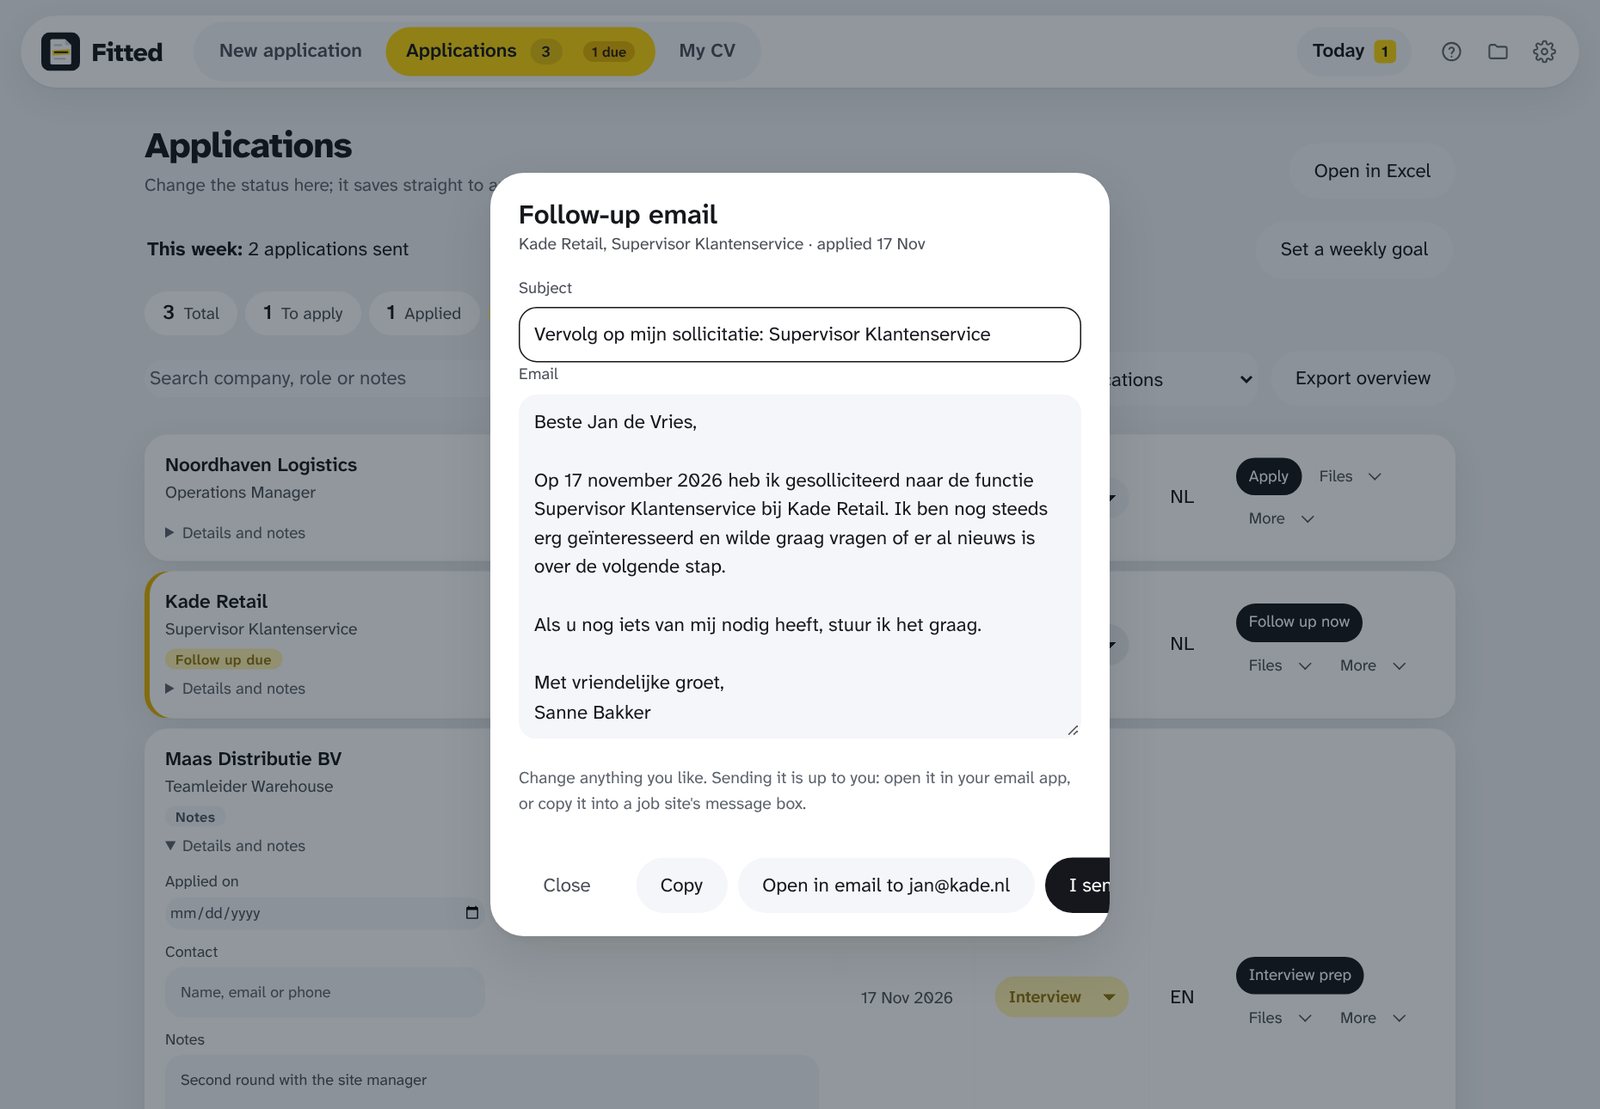 Fitted
New application
Applications 3 1 due
My CV
Today 1
Applications
Change the status here; it saves straight to
Open in Excel
This week: 2 applications sent
Set a weekly goal
3 Total
1 To apply
1 Applied
Search company, role or notes
Export overview
Noordhaven Logistics
Operations Manager
Details and notes
NL
Apply
Files
More
Kade Retail
Supervisor Klantenservice
Follow up due
Details and notes
NL
Follow up now
Files
More
Maas Distributie BV
Teamleider Warehouse
Notes
Details and notes
Applied on
mm/dd/yyyy
Contact
Name, email or phone
17 Nov 2026
Interview
EN
Interview prep
Files
More
Notes
Second round with the site manager
Follow-up email
Kade Retail, Supervisor Klantenservice · applied 17 Nov
Subject
Vervolg op mijn sollicitatie: Supervisor Klantenservice
Email
Beste Jan de Vries,
Op 17 november 2026 heb ik gesolliciteerd naar de functie
Supervisor Klantenservice bij Kade Retail. Ik ben nog steeds
erg geïnteresseerd en wilde graag vragen of er al nieuws is
over de volgende stap.
Als u nog iets van mij nodig heeft, stuur ik het graag.
Met vriendelijke groet,
Sanne Bakker
Change anything you like. Sending it is up to you: open it in your email app,
or copy it into a job site's message box.
Close
Copy
Open in email to jan@kade.nl
I